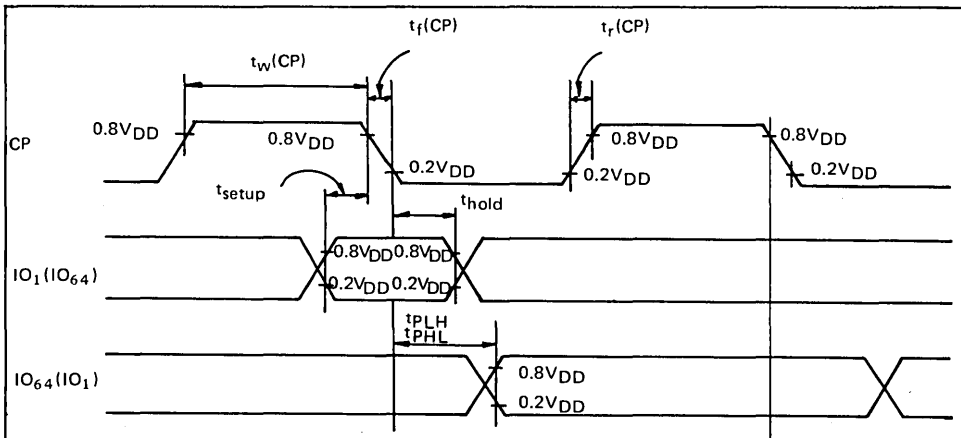 t_f(CP) t_r(CP)
t_W(CP)
CP 0.8V_DD 0.8V_DD 0.2V_DD 0.2V_DD 0.8V_DD 0.8V_DD 0.2V_DD
t_setup t_hold
IO_1(IO_64) 0.8V_DD 0.8V_DD
0.2V_DD 0.2V_DD
t_PLH
t_PHL
IO_64(IO_1) 0.8V_DD
0.2V_DD